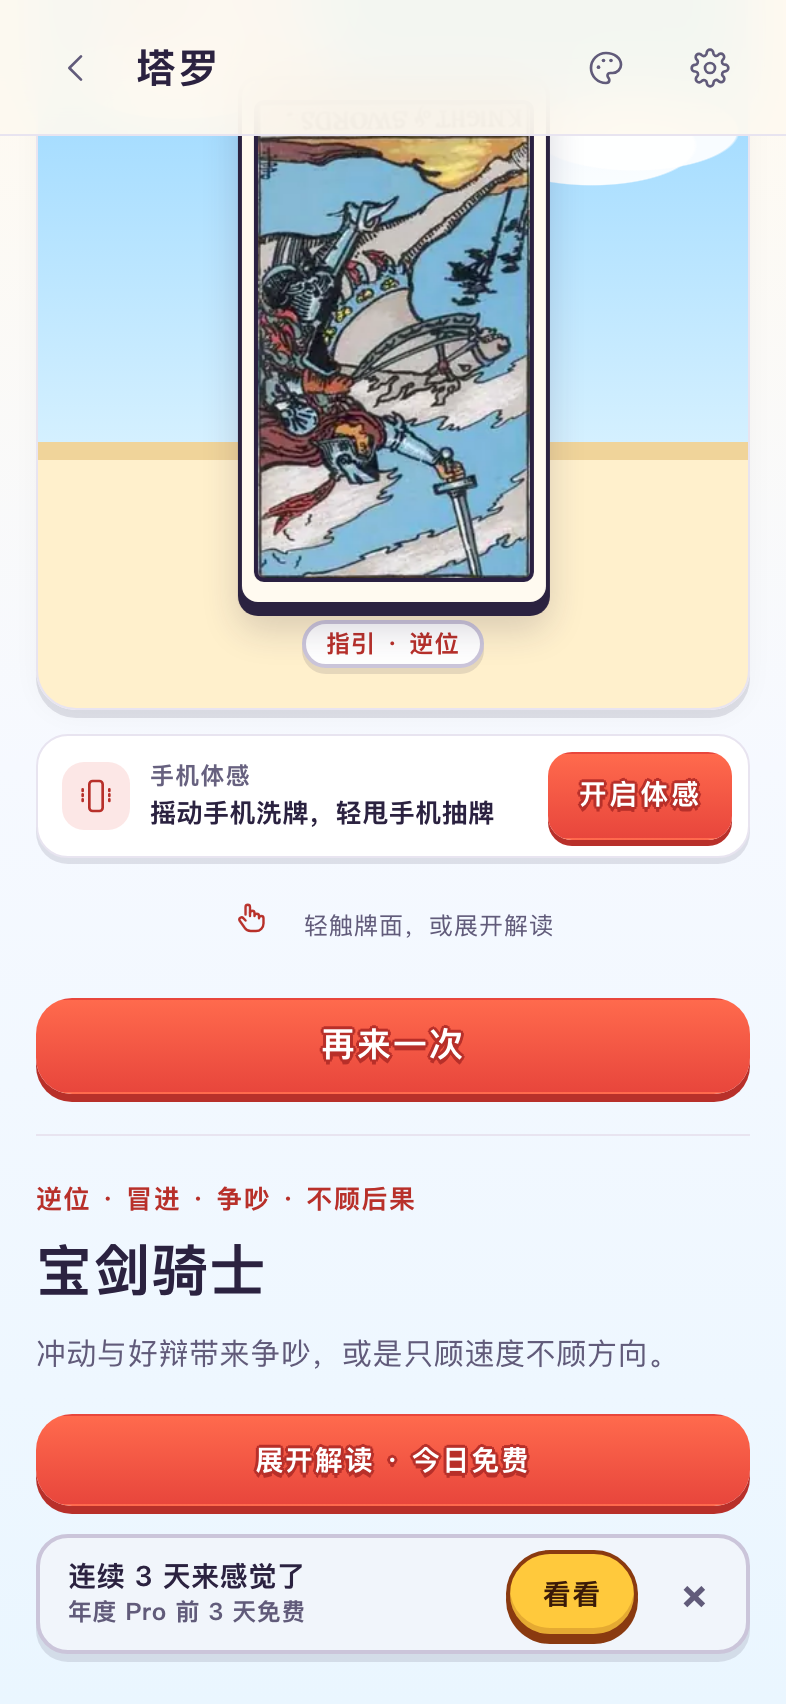 塔罗
KNIGHT of SWORDS.
指引 · 逆位
手机体感
摇动手机洗牌，轻甩手机抽牌
开启体感
轻触牌面，或展开解读
再来一次
逆位 · 冒进 · 争吵 · 不顾后果
宝剑骑士
冲动与好辩带来争吵，或是只顾速度不顾方向。
展开解读 · 今日免费
连续 3 天来感觉了
年度 Pro 前 3 天免费
看看